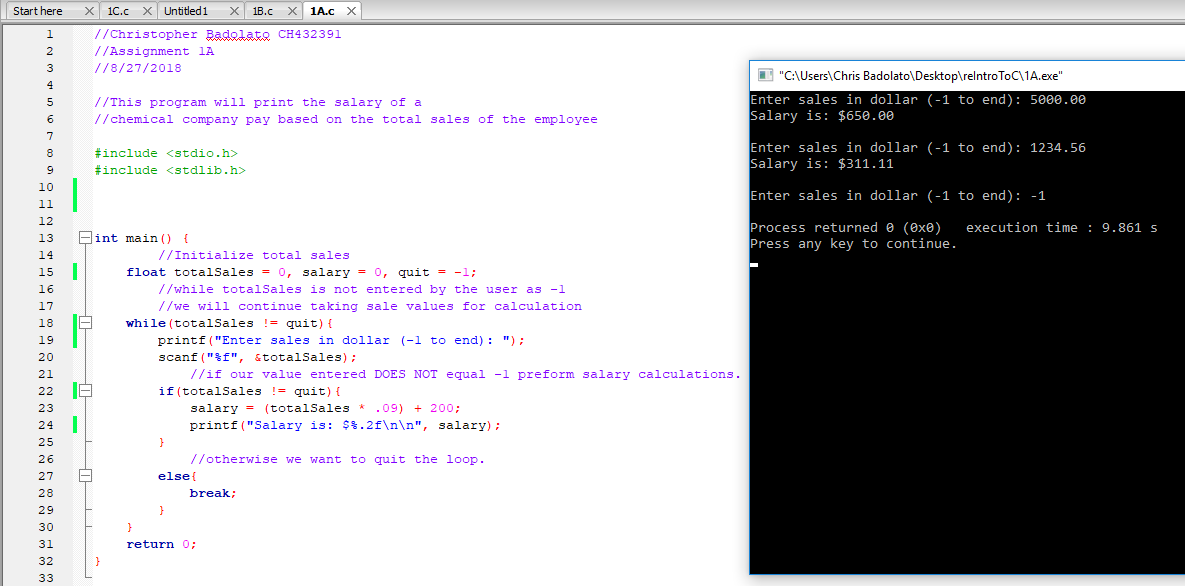 Start here
1C.c
Untitled1
1B.c
1A.c
1 //Christopher Badolato CH432391
2 //Assignment 1A
3 //8/27/2018
4
5 //This program will print the salary of a
6 //chemical company pay based on the total sales of the employee
7
8 #include <stdio.h>
9 #include <stdlib.h>
10
11
12
13 int main() {
14 //Initialize total sales
15 float totalSales = 0, salary = 0, quit = -1;
16 //while totalSales is not entered by the user as -1
17 //we will continue taking sale values for calculation
18 while(totalSales != quit){
19 printf("Enter sales in dollar (-1 to end): ");
20 scanf("%f", &totalSales);
21 //if our value entered DOES NOT equal -1 preform salary calculations.
22 if(totalSales != quit){
23 salary = (totalSales * .09) + 200;
24 printf("Salary is: $%.2f\n\n", salary);
25 }
26 //otherwise we want to quit the loop.
27 else{
28 break;
29 }
30 }
31 return 0;
32 }
33
"C:\Users\Chris Badolato\Desktop\reIntroToC\1A.exe"
Enter sales in dollar (-1 to end): 5000.00
Salary is: $650.00
Enter sales in dollar (-1 to end): 1234.56
Salary is: $311.11
Enter sales in dollar (-1 to end): -1
Process returned 0 (0x0) execution time : 9.861 s
Press any key to continue.